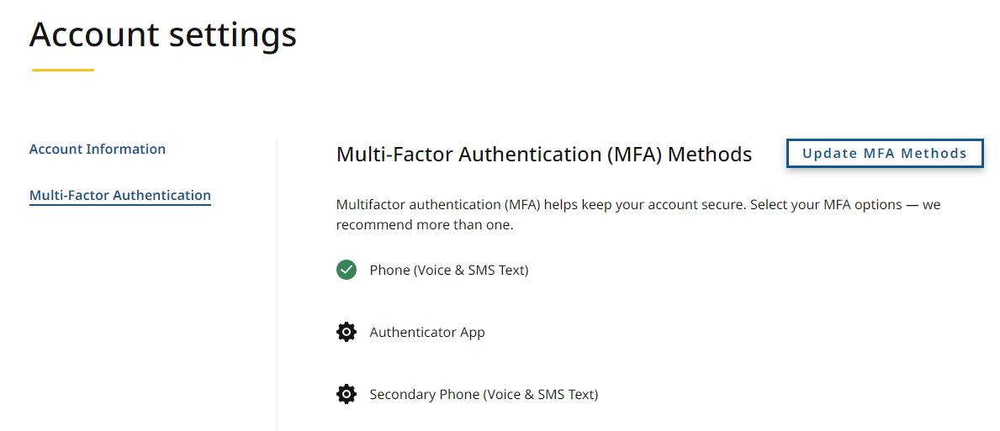 Account settings
Account Information
Multi-Factor Authentication
Multi-Factor Authentication (MFA) Methods
Update MFA Methods
Multifactor authentication (MFA) helps keep your account secure. Select your MFA options — we
recommend more than one.
Phone (Voice & SMS Text)
Authenticator App
Secondary Phone (Voice & SMS Text)